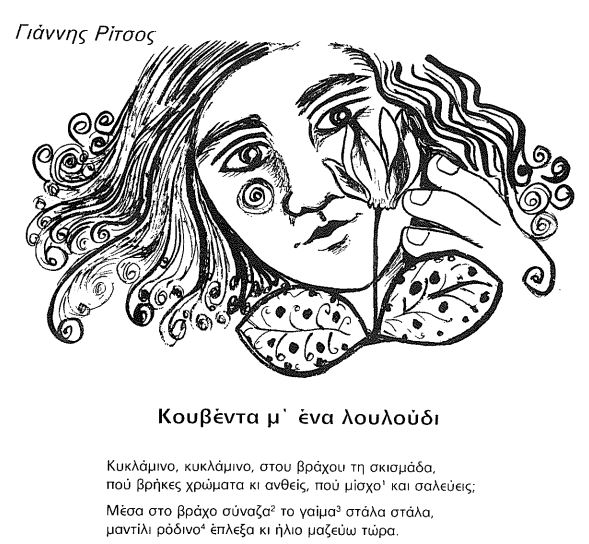 Γιάννης Ρίτσος
Κουβέντα μ' ένα λουλούδι
Κυκλάμινο, κυκλάμινο, στου βράχου τη σκισμάδα,
πού βρήκες χρώματα κι ανθείς, πού μίσχο¹ και σαλεύεις;
Μέσα στο βράχο σύναζα² το γαίμα³ στάλα στάλα,
μαντίλι ρόδινο⁴ έπλεξα κι ήλιο μαζεύω τώρα.